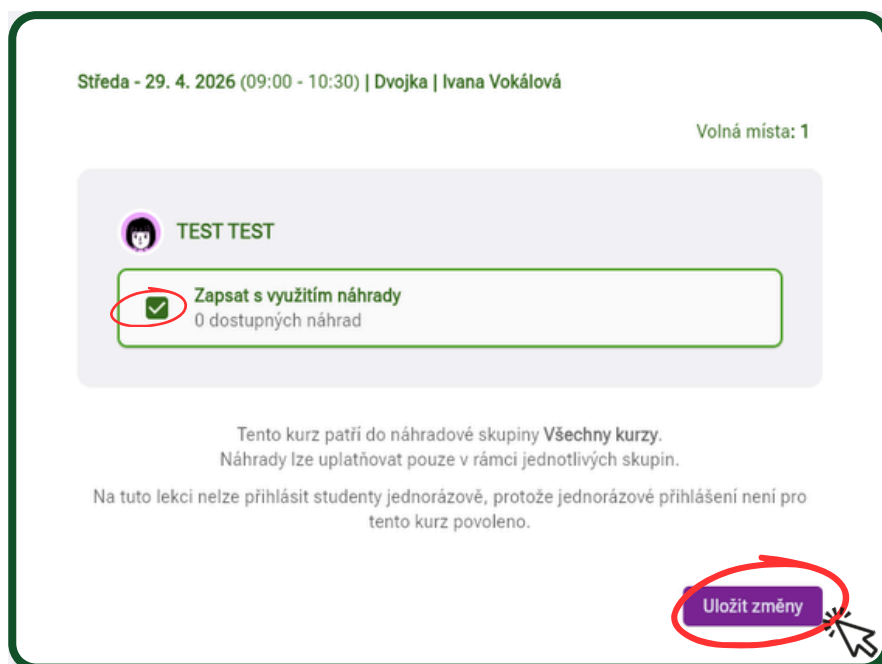 Středa - 29. 4. 2026 (09:00 - 10:30) | Dvojka | Ivana Vokálová
Volná místa: 1
TEST TEST
Zapsat s využitím náhrady
0 dostupných náhrad
Tento kurz patří do náhradové skupiny Všechny kurzy.
Náhrady lze uplatňovat pouze v rámci jednotlivých skupin.
Na tuto lekci nelze přihlásit studenty jednorázově, protože jednorázové přihlášení není pro
tento kurz povoleno.
Uložit změny